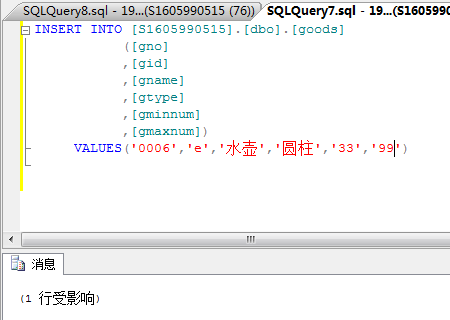 SQLQuery8.sql - 19...(S1605990515 (76))
SQLQuery7.sql - 19...(S1605990515
INSERT INTO [S1605990515].[dbo].[goods]
([gno]
,[gid]
,[gname]
,[gtype]
,[gminnum]
,[gmaxnum])
VALUES('0006','e','水壶','圆柱','33','99')
消息
(1 行受影响)